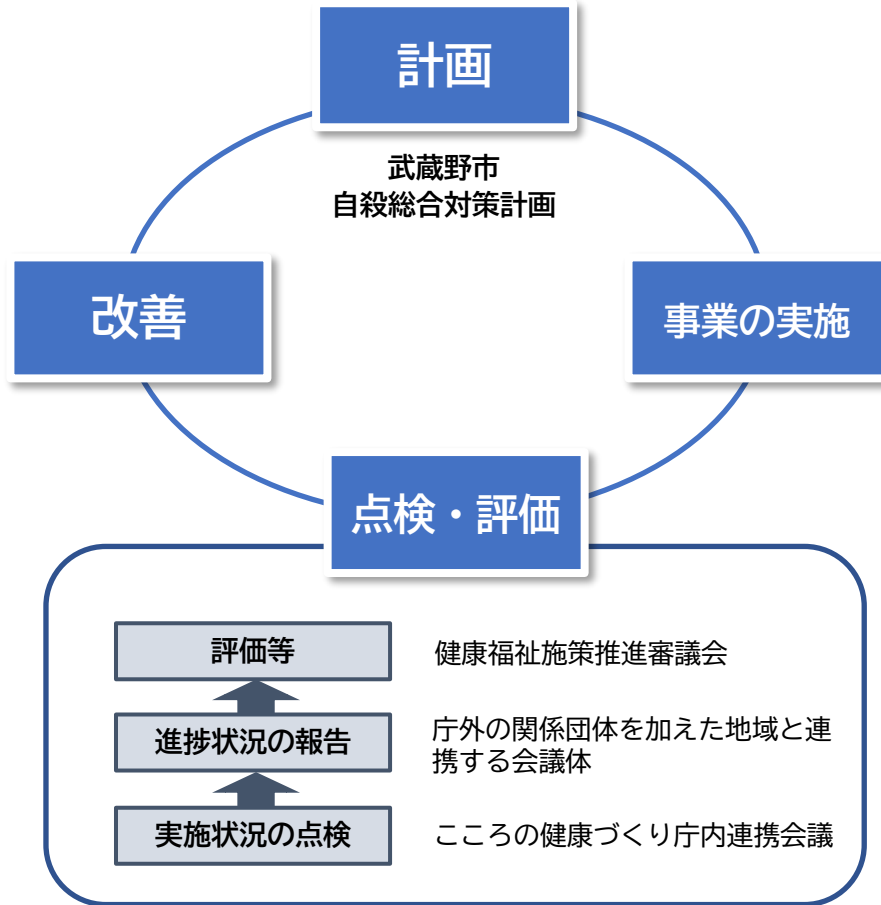 計画
武蔵野市
自殺総合対策計画
改善
事業の実施
点検・評価
評価等
健康福祉施策推進審議会
進捗状況の報告
庁外の関係団体を加えた地域と連
携する会議体
実施状況の点検
こころの健康づくり庁内連携会議